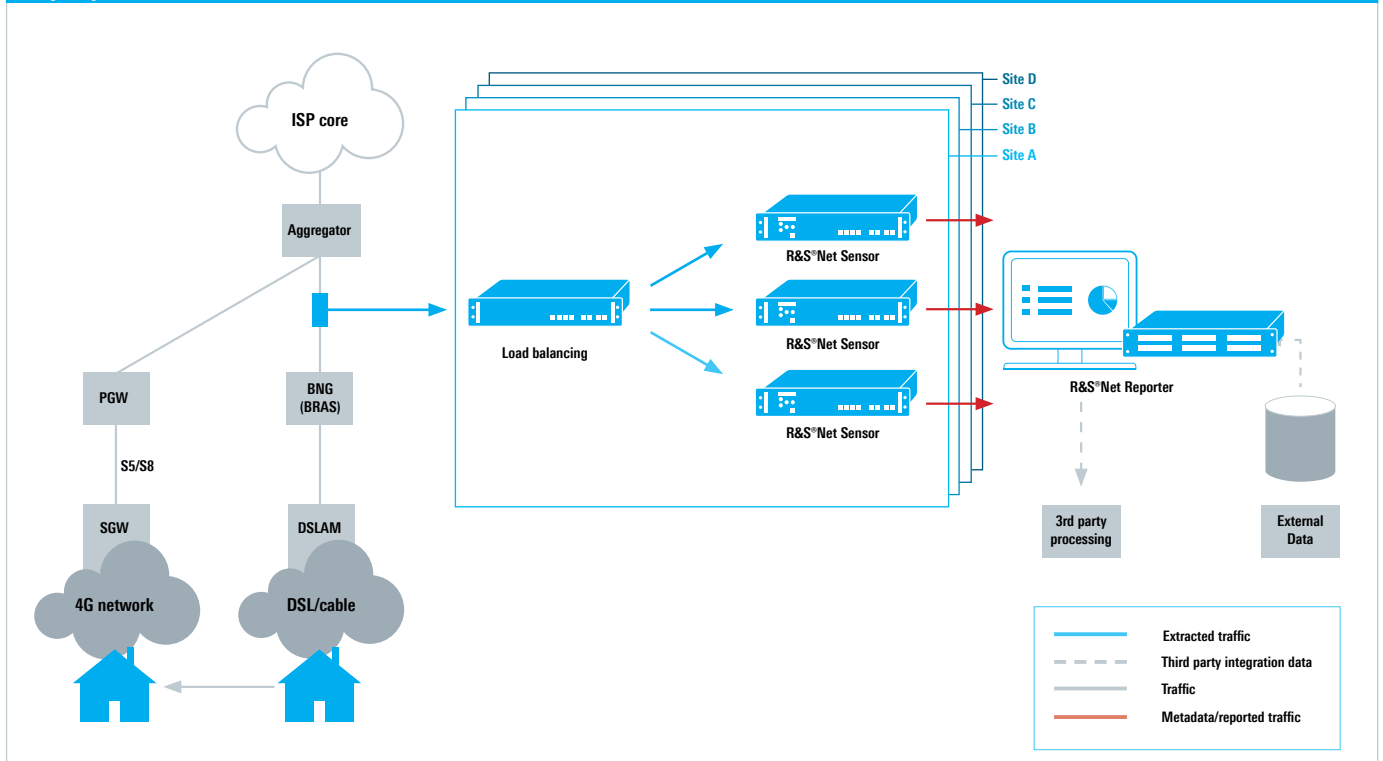 Site D
Site C
Site B
Site A
ISP core
Aggregator
R&S®Net Sensor
Load balancing
R&S®Net Sensor
R&S®Net Sensor
R&S®Net Reporter
PGW
BNG
(BRAS)
S5/S8
SGW
DSLAM
3rd party
processing
External
Data
4G network
DSL/cable
Extracted traffic
Third party integration data
Traffic
Metadata/reported traffic